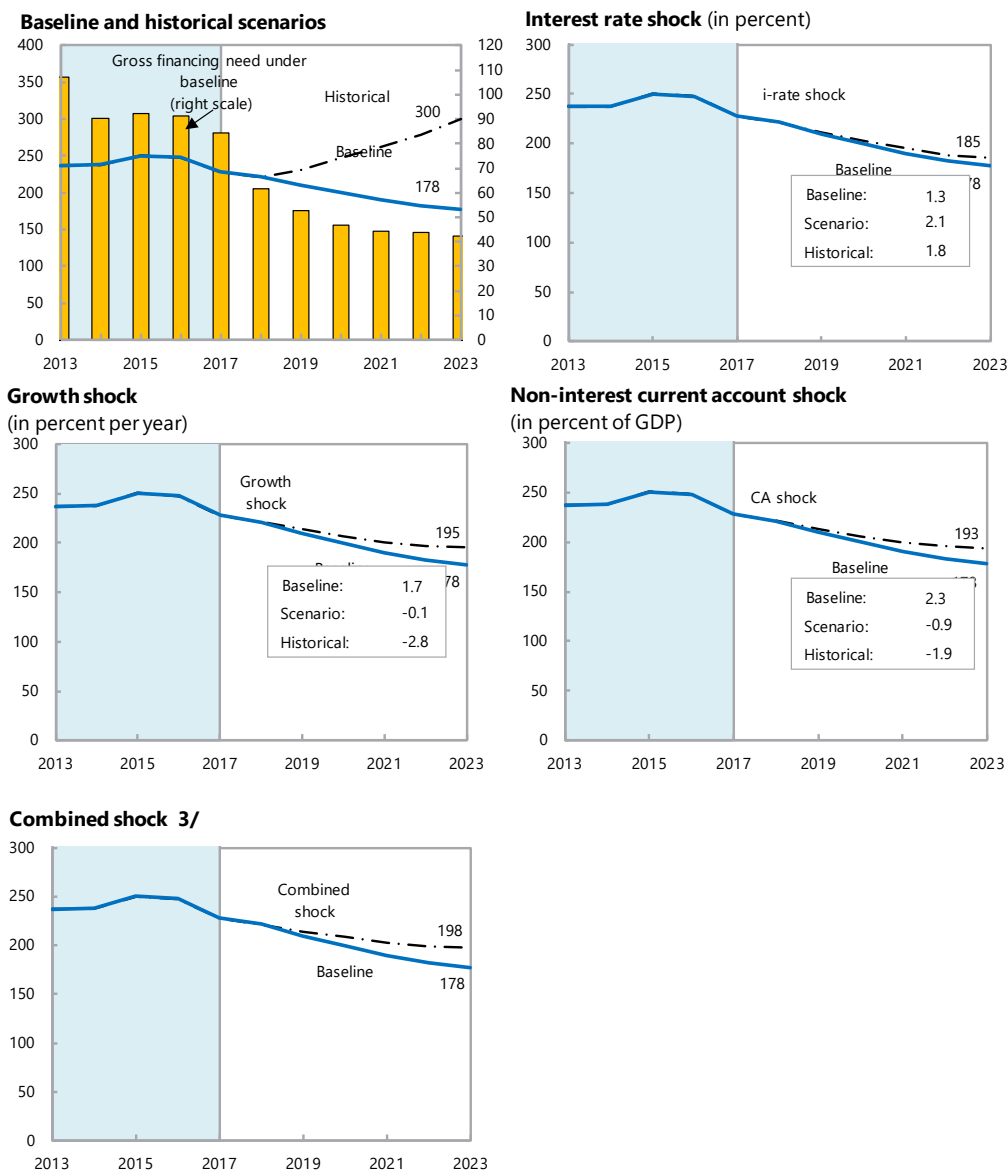 Baseline and historical scenarios
400
350
300
250
200
150
100
50
0
120
110
100
90
80
70
60
50
40
30
20
10
0
Gross financing need under
baseline
(right scale)
Historical
300
Baseline
178
2013 2015 2017 2019 2021 2023
Interest rate shock (in percent)
300
250
200
150
100
50
0
i-rate shock
185
Baseline
78
Baseline: 1.3
Scenario: 2.1
Historical: 1.8
2013 2015 2017 2019 2021 2023
Growth shock
(in percent per year)
300
250
200
150
100
50
0
Growth
shock
195
78
Baseline: 1.7
Scenario: -0.1
Historical: -2.8
2013 2015 2017 2019 2021 2023
Non-interest current account shock
(in percent of GDP)
300
250
200
150
100
50
0
CA shock
193
Baseline
Baseline: 2.3
Scenario: -0.9
Historical: -1.9
2013 2015 2017 2019 2021 2023
Combined shock 3/
300
250
200
150
100
50
0
Combined
shock
198
Baseline
178
2013 2015 2017 2019 2021 2023